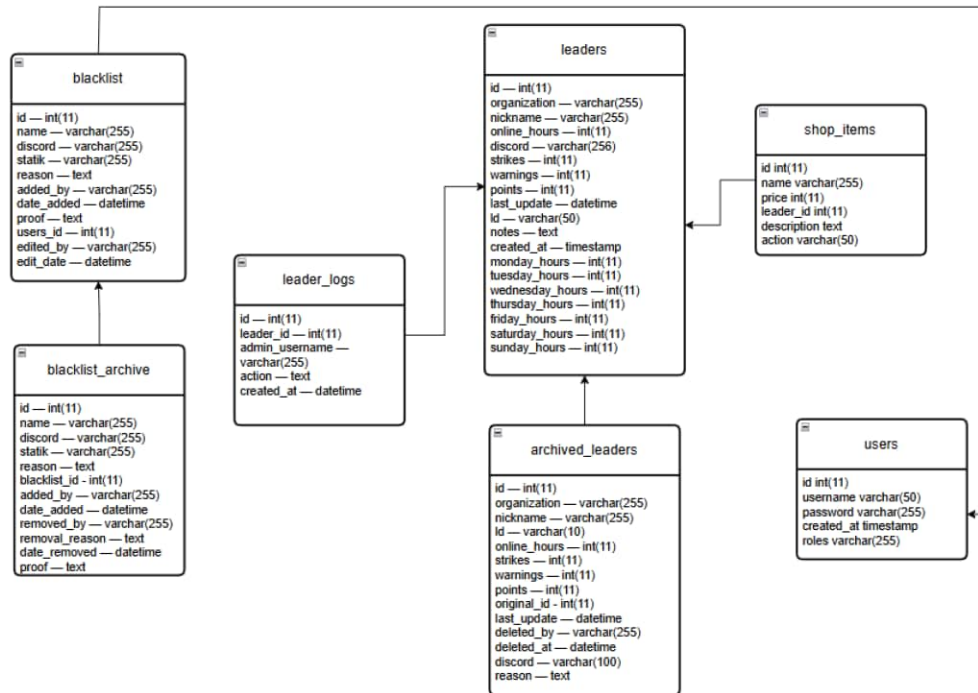 blacklist
id — int(11)
name — varchar(255)
discord — varchar(255)
statik — varchar(255)
reason — text
added_by — varchar(255)
date_added — datetime
proof — text
users_id — int(11)
edited_by — varchar(255)
edit_date — datetime
leaders
id — int(11)
organization — varchar(255)
nickname — varchar(255)
online_hours — int(11)
discord — varchar(256)
strikes — int(11)
warnings — int(11)
points — int(11)
last_update — datetime
Id — varchar(50)
notes — text
created_at — timestamp
monday_hours — int(11)
tuesday_hours — int(11)
wednesday_hours — int(11)
thursday_hours — int(11)
friday_hours — int(11)
saturday_hours — int(11)
sunday_hours — int(11)
shop_items
id int(11)
name varchar(255)
price int(11)
leader_id int(11)
description text
action varchar(50)
leader_logs
id — int(11)
leader_id — int(11)
admin_username —
varchar(255)
action — text
created_at — datetime
blacklist_archive
id — int(11)
name — varchar(255)
discord — varchar(255)
statik — varchar(255)
reason — text
blacklist_id - int(11)
added_by — varchar(255)
date_added — datetime
removed_by — varchar(255)
removal_reason — text
date_removed — datetime
proof — text
archived_leaders
id — int(11)
organization — varchar(255)
nickname — varchar(255)
Id — varchar(10)
online_hours — int(11)
strikes — int(11)
warnings — int(11)
points — int(11)
original_id - int(11)
last_update — datetime
deleted_by — varchar(255)
deleted_at — datetime
discord — varchar(100)
reason — text
users
id int(11)
username varchar(50)
password varchar(255)
created_at timestamp
roles varchar(255)